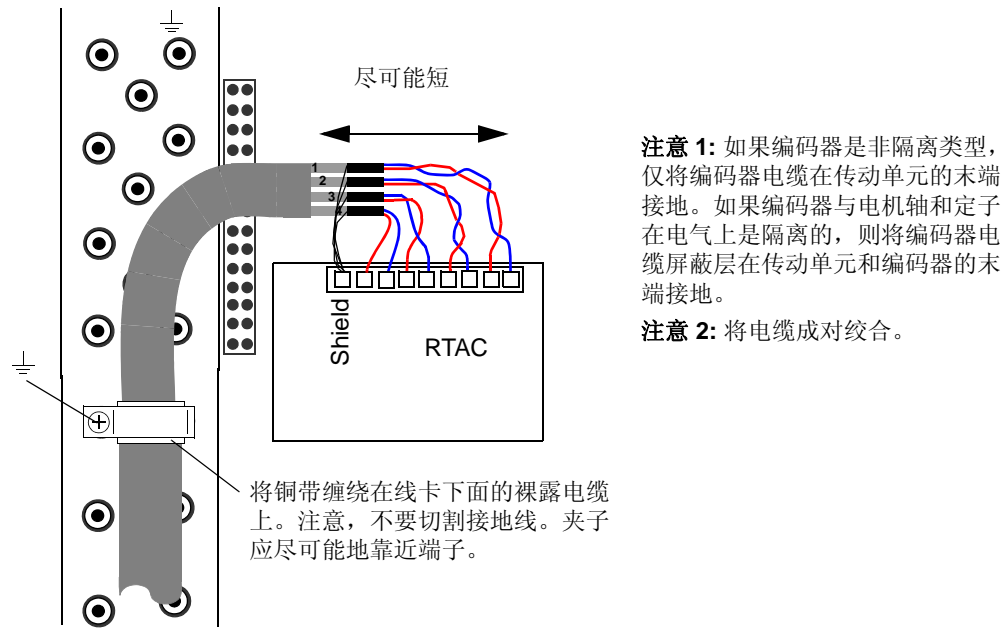 尽可能短
1
2
3
4
Shield
RTAC
将铜带缠绕在线卡下面的裸露电缆
上。注意，不要切割接地线。夹子
应尽可能地靠近端子。
注意 1: 如果编码器是非隔离类型，
仅将编码器电缆在传动单元的末端
接地。如果编码器与电机轴和定子
在电气上是隔离的，则将编码器电
缆屏蔽层在传动单元和编码器的末
端接地。
注意 2: 将电缆成对绞合。